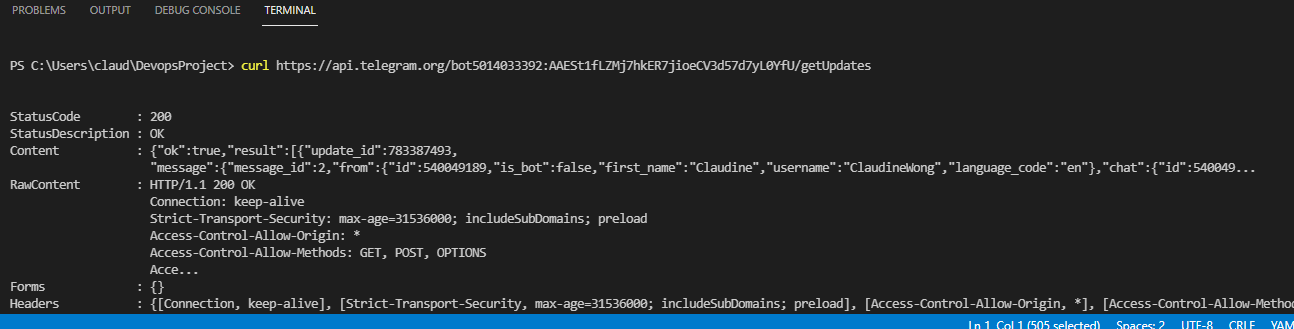 PROBLEMS OUTPUT DEBUG CONSOLE TERMINAL
PS C:\Users\claud\DevopsProject> curl https://api.telegram.org/bot5014033392:AAESt1fLZMj7hkER7jioeCV3d57d7yL0YfU/getUpdates
StatusCode : 200
StatusDescription : OK
Content : {"ok":true,"result":[{"update_id":783387493,
"message":{"message_id":2,"from":{"id":540049189,"is_bot":false,"first_name":"Claudine","username":"ClaudineWong","language_code":"en"},"chat":{"id":540049...
RawContent : HTTP/1.1 200 OK
Connection: keep-alive
Strict-Transport-Security: max-age=31536000; includeSubDomains; preload
Access-Control-Allow-Origin: *
Access-Control-Allow-Methods: GET, POST, OPTIONS
Acce...
Forms : {}
Headers : {[Connection, keep-alive], [Strict-Transport-Security, max-age=31536000; includeSubDomains; preload], [Access-Control-Allow-Origin, *], [Access-Control-Allow-Metho
Ln 1, Col 1 (505 selected) Spaces: 2 UTF-8 CRLF YAM